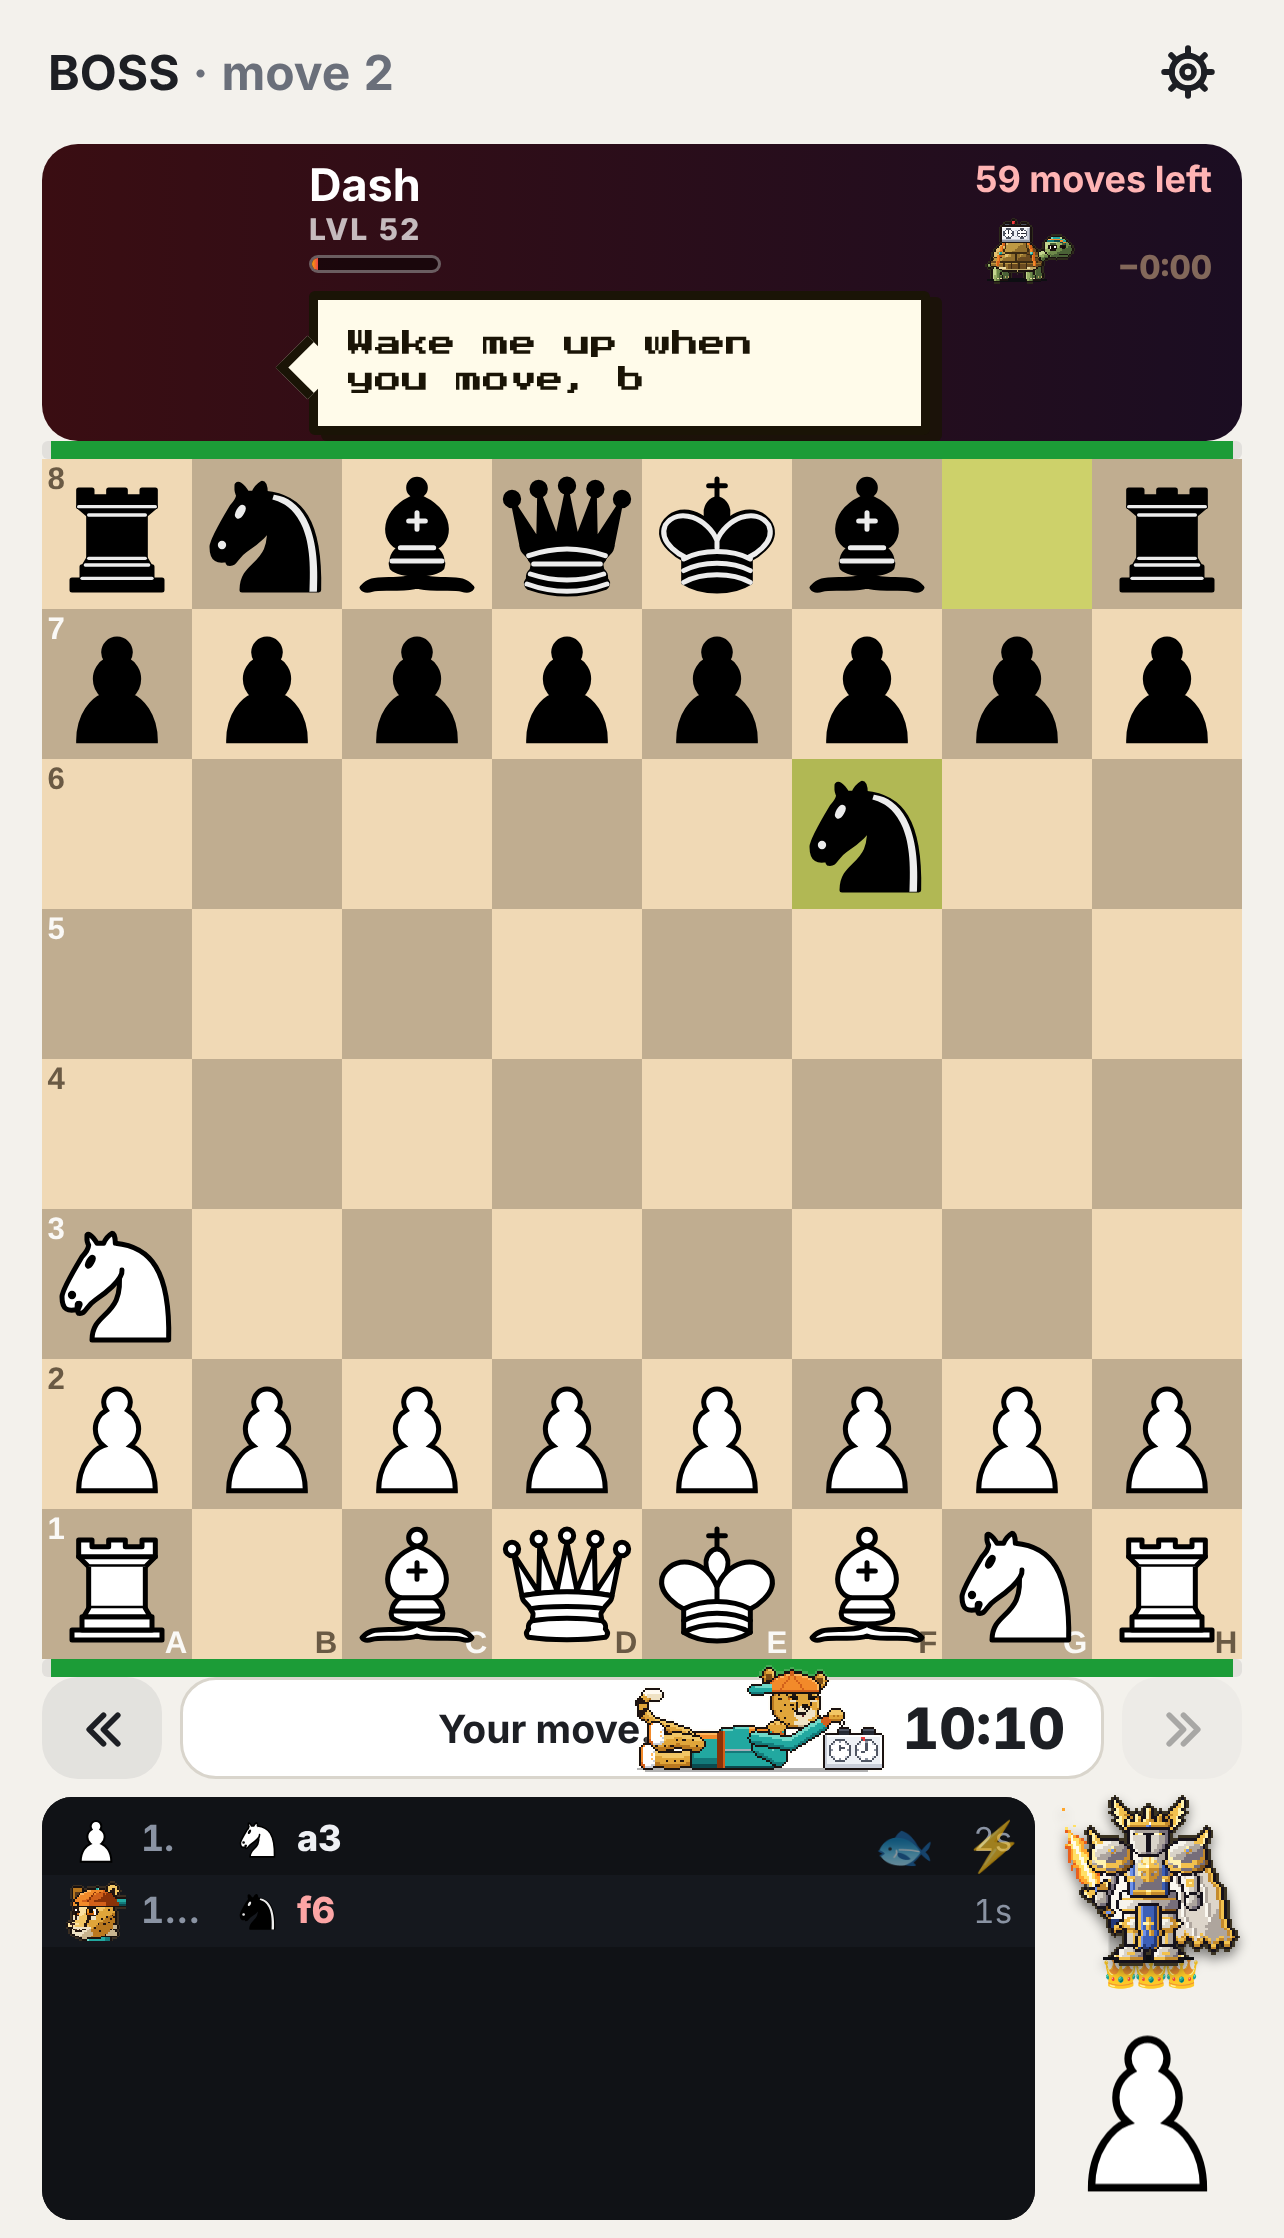 BOSS · move 2
Dash
LVL 52
59 moves left
−0:00
Wake me up when
you move, b
8
7
6
5
4
3
2
1
A B C D E F G H
Your move
10:10
1. a3 2s
1... f6 1s